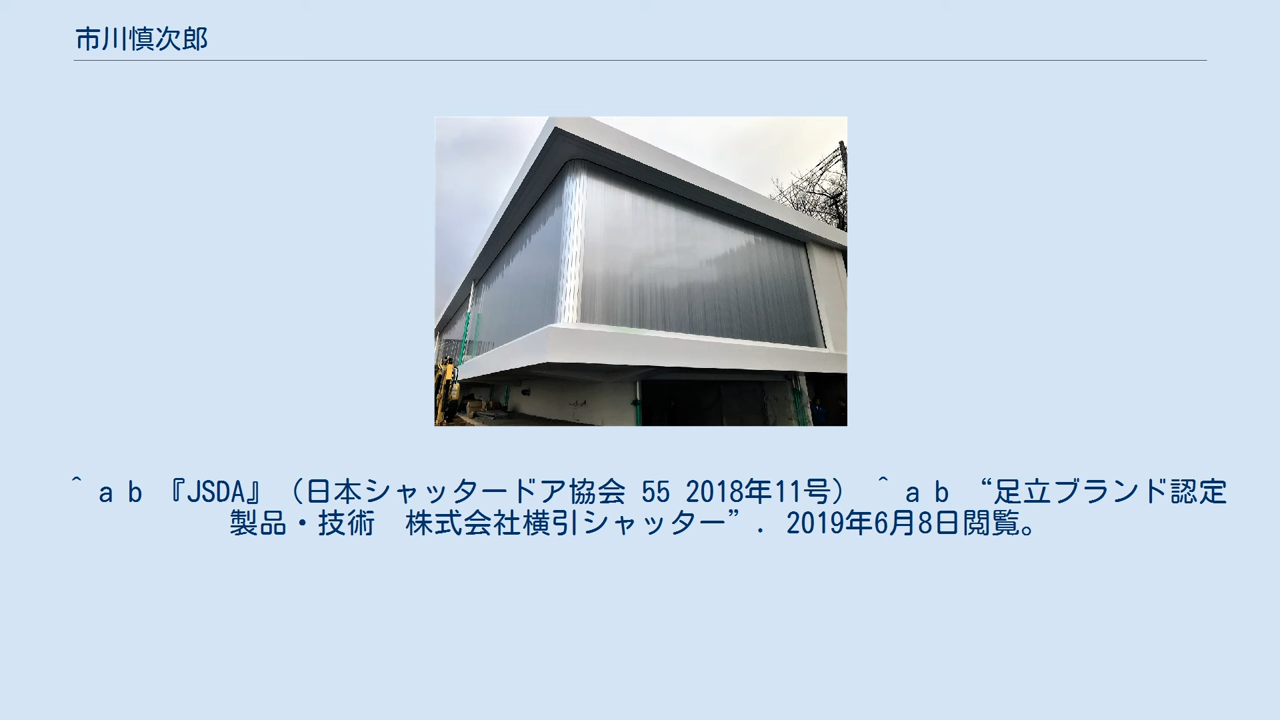 市川慎次郎
^ a b 『JSDA』（日本シャッタードア協会 55 2018年11号） ^ a b “足立ブランド認定
製品・技術　株式会社横引シャッター”. 2019年6月8日閲覧。